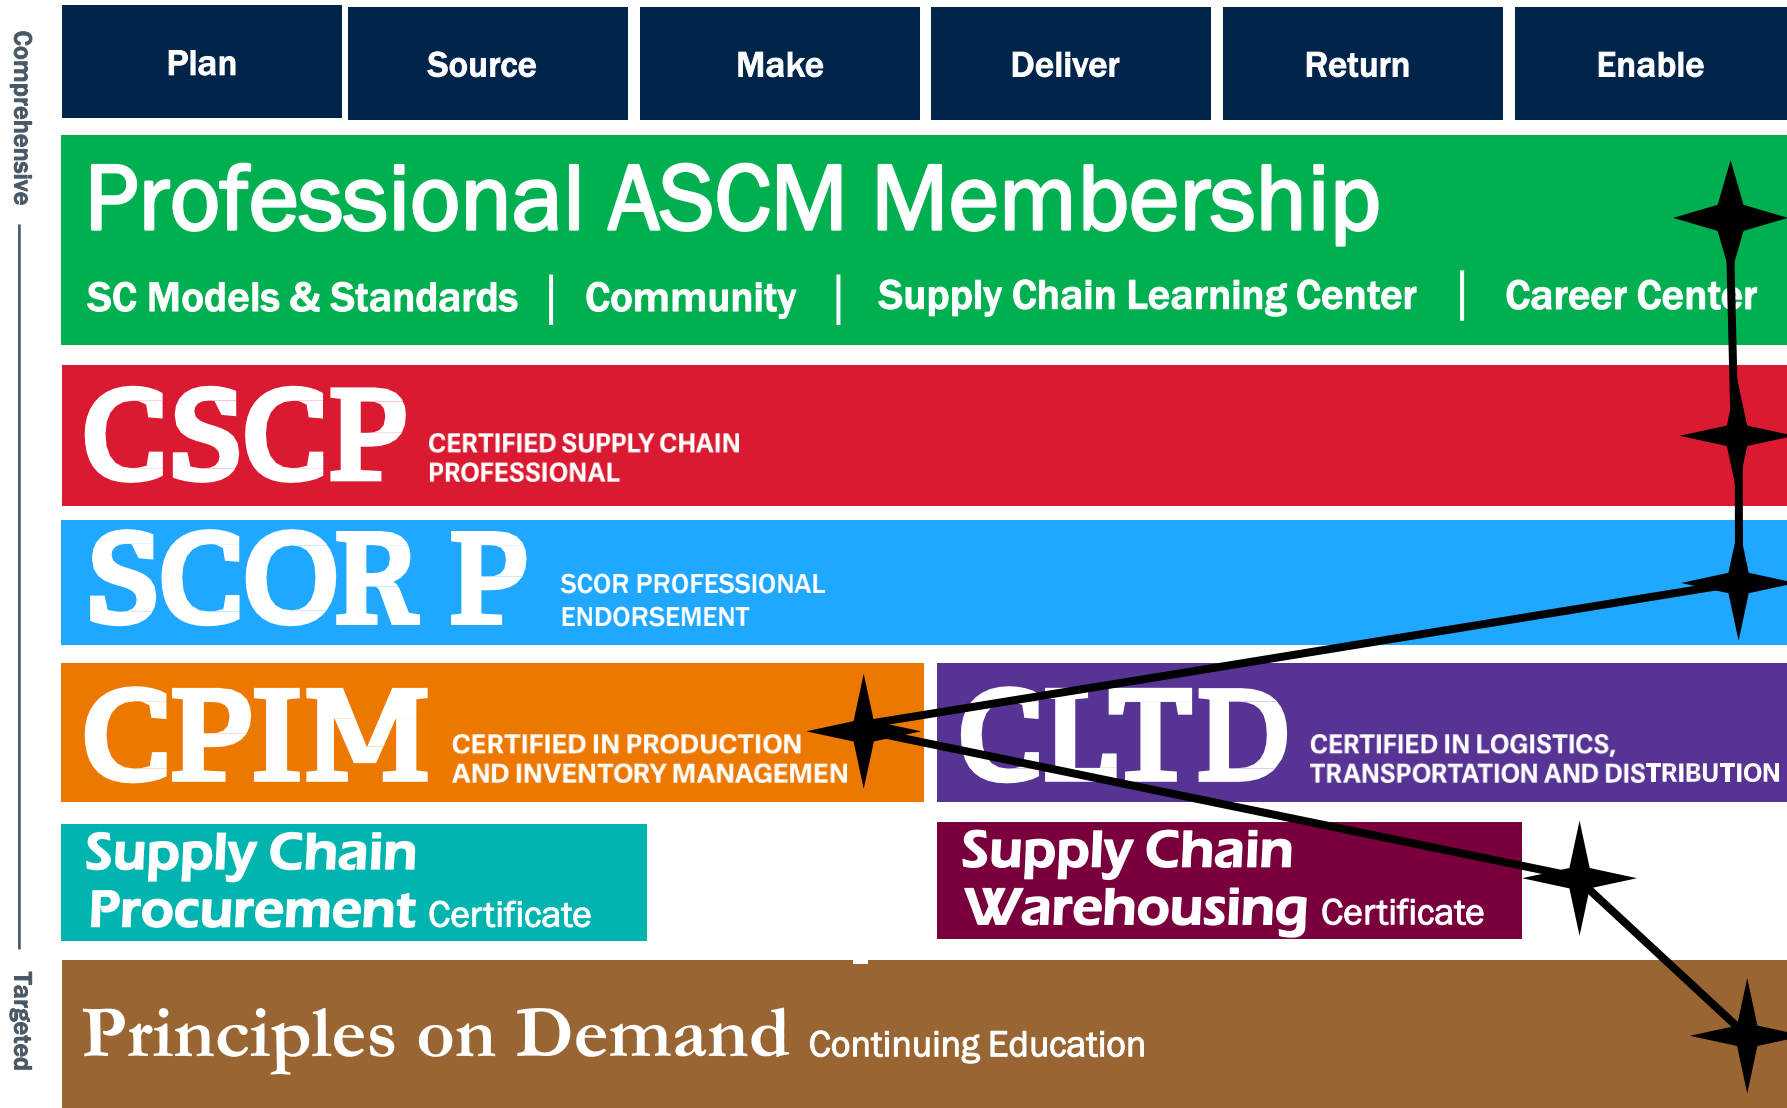 Comprehensive
Targeted
Plan Source Make Deliver Return Enable
Professional ASCM Membership
SC Models & Standards | Community | Supply Chain Learning Center | Career Center
CSCP CERTIFIED SUPPLY CHAIN
PROFESSIONAL
SCOR P SCOR PROFESSIONAL
ENDORSEMENT
CPIM CERTIFIED IN PRODUCTION
AND INVENTORY MANAGEMEN
CLTD CERTIFIED IN LOGISTICS,
TRANSPORTATION AND DISTRIBUTION
Supply Chain
Procurement Certificate
Supply Chain
Warehousing Certificate
Principles on Demand Continuing Education